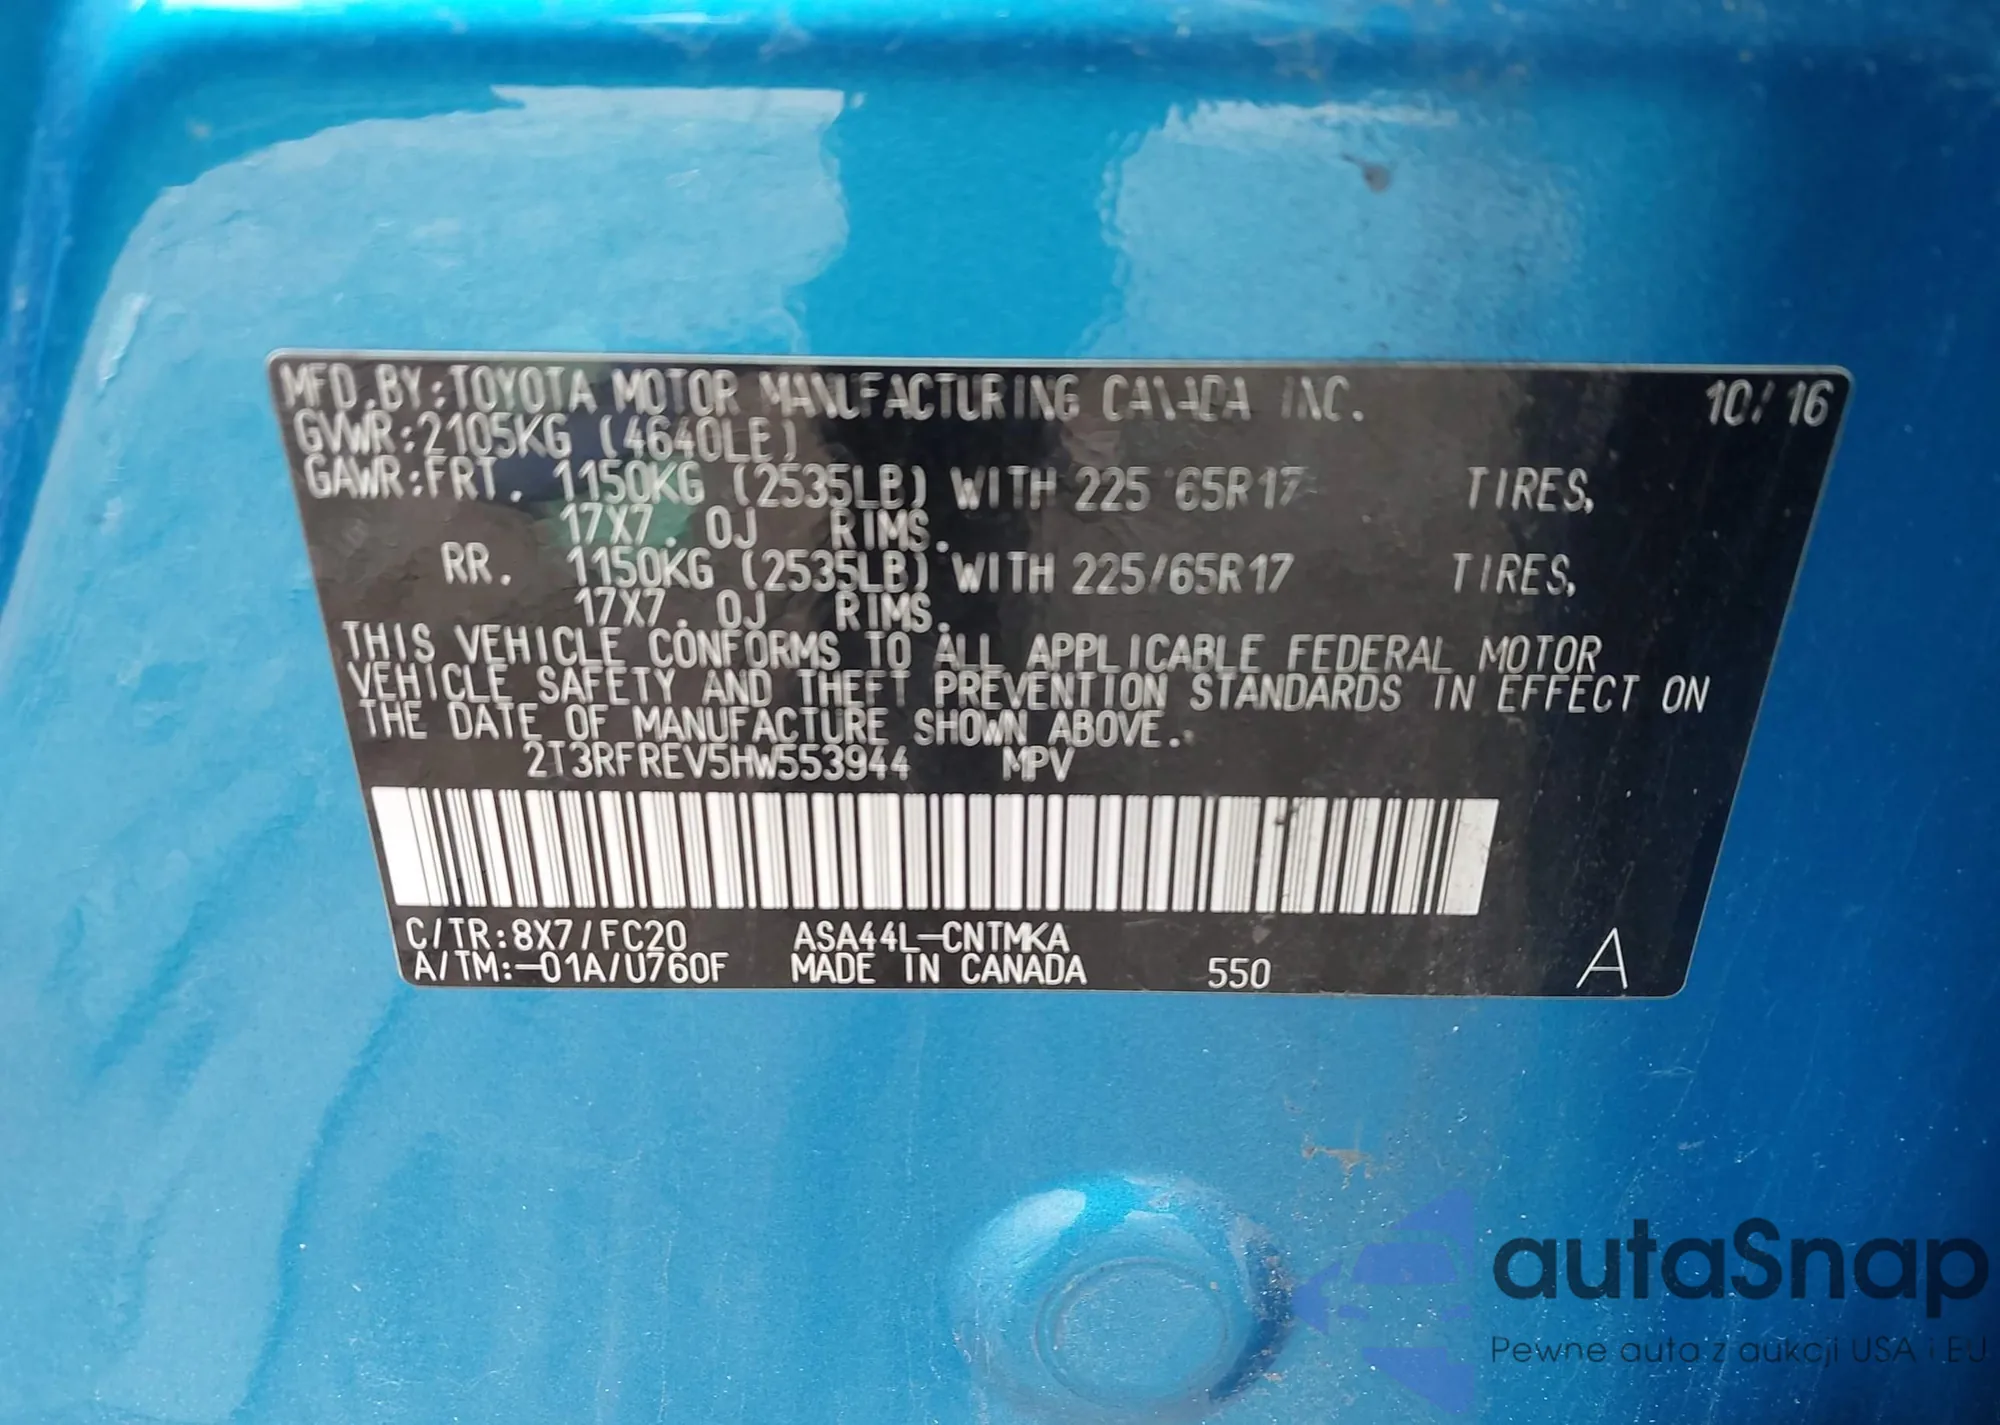 MFD. BY: TOYOTA MOTOR MANUFACTURING CANADA INC. 10/16
GVWR: 2105KG (4640LB)
GAWR: FRT. 1150KG (2535LB) WITH 225/65R17 TIRES,
17X7. 0J RIMS.
RR. 1150KG (2535LB) WITH 225/65R17 TIRES,
17X7. 0J RIMS.
THIS VEHICLE CONFORMS TO ALL APPLICABLE FEDERAL MOTOR
VEHICLE SAFETY AND THEFT PREVENTION STANDARDS IN EFFECT ON
THE DATE OF MANUFACTURE SHOWN ABOVE.
2T3RFREV5HW553944 MPV
C/TR: 8X7/FC20 ASA44L-CNTMKA
A/TM: -01A/U760F MADE IN CANADA 550 A
autaSnap
Pewne auta z aukcji USA i EU